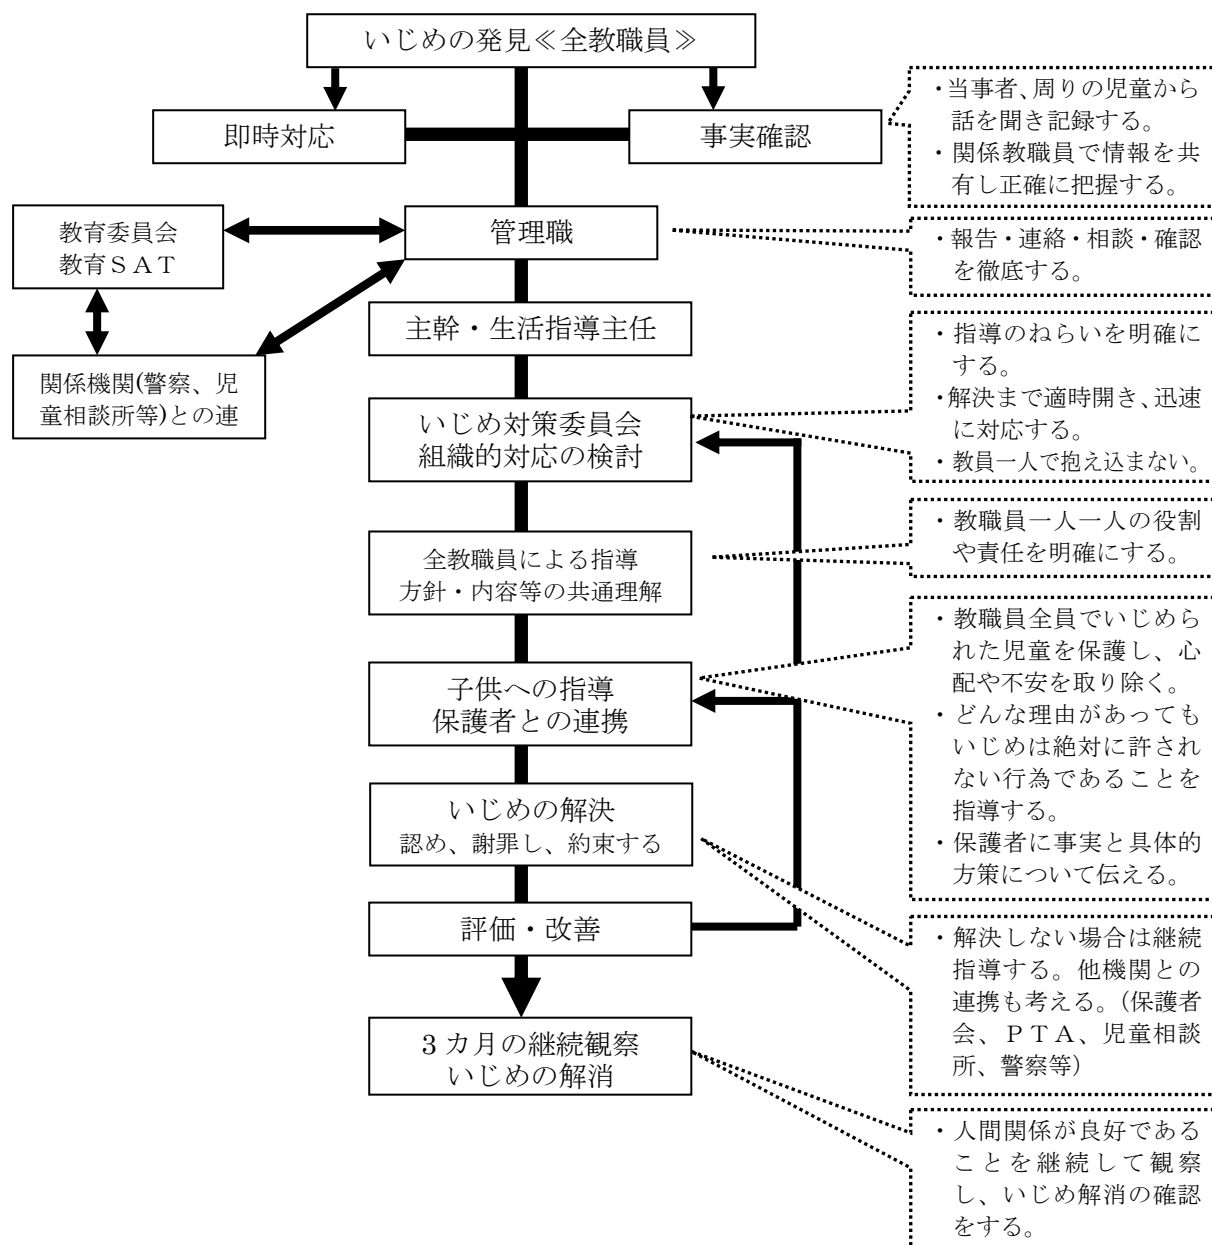 いじめの発見≪全教職員≫
即時対応
事実確認
・当事者、周りの児童から
話を聞き記録する。
・関係教職員で情報を共
有し正確に把握する。
教育委員会
教育ＳＡＴ
管理職
・報告・連絡・相談・確認
を徹底する。
主幹・生活指導主任
関係機関(警察、児
童相談所等)との連
・指導のねらいを明確に
する。
・解決まで適時開き、迅速
に対応する。
・教員一人で抱え込まない。
いじめ対策委員会
組織的対応の検討
・教職員一人一人の役割
や責任を明確にする。
全教職員による指導
方針・内容等の共通理解
・教職員全員でいじめら
れた児童を保護し、心
配や不安を取り除く。
・どんな理由があっても
いじめは絶対に許され
ない行為であることを
指導する。
・保護者に事実と具体的
方策について伝える。
子供への指導
保護者との連携
いじめの解決
認め、謝罪し、約束する
評価・改善
・解決しない場合は継続
指導する。他機関との
連携も考える。(保護者
会、ＰＴＡ、児童相談
所、警察等）
３カ月の継続観察
いじめの解消
・人間関係が良好である
ことを継続して観察
し、いじめ解消の確認
をする。